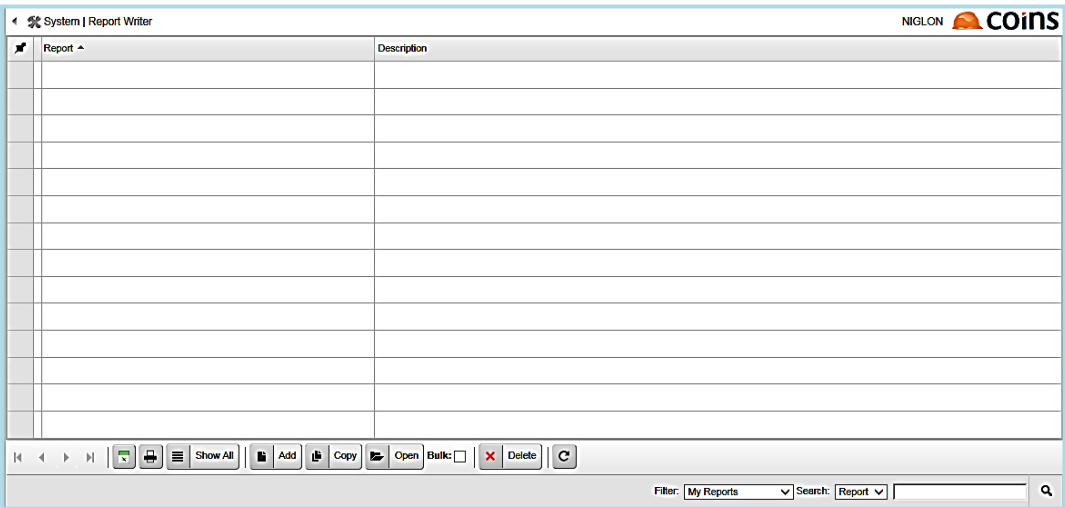 System | Report Writer NIGLON COINS
Report Description
Show All Add Copy Open Bulk: Delete
Filter: My Reports Search: Report